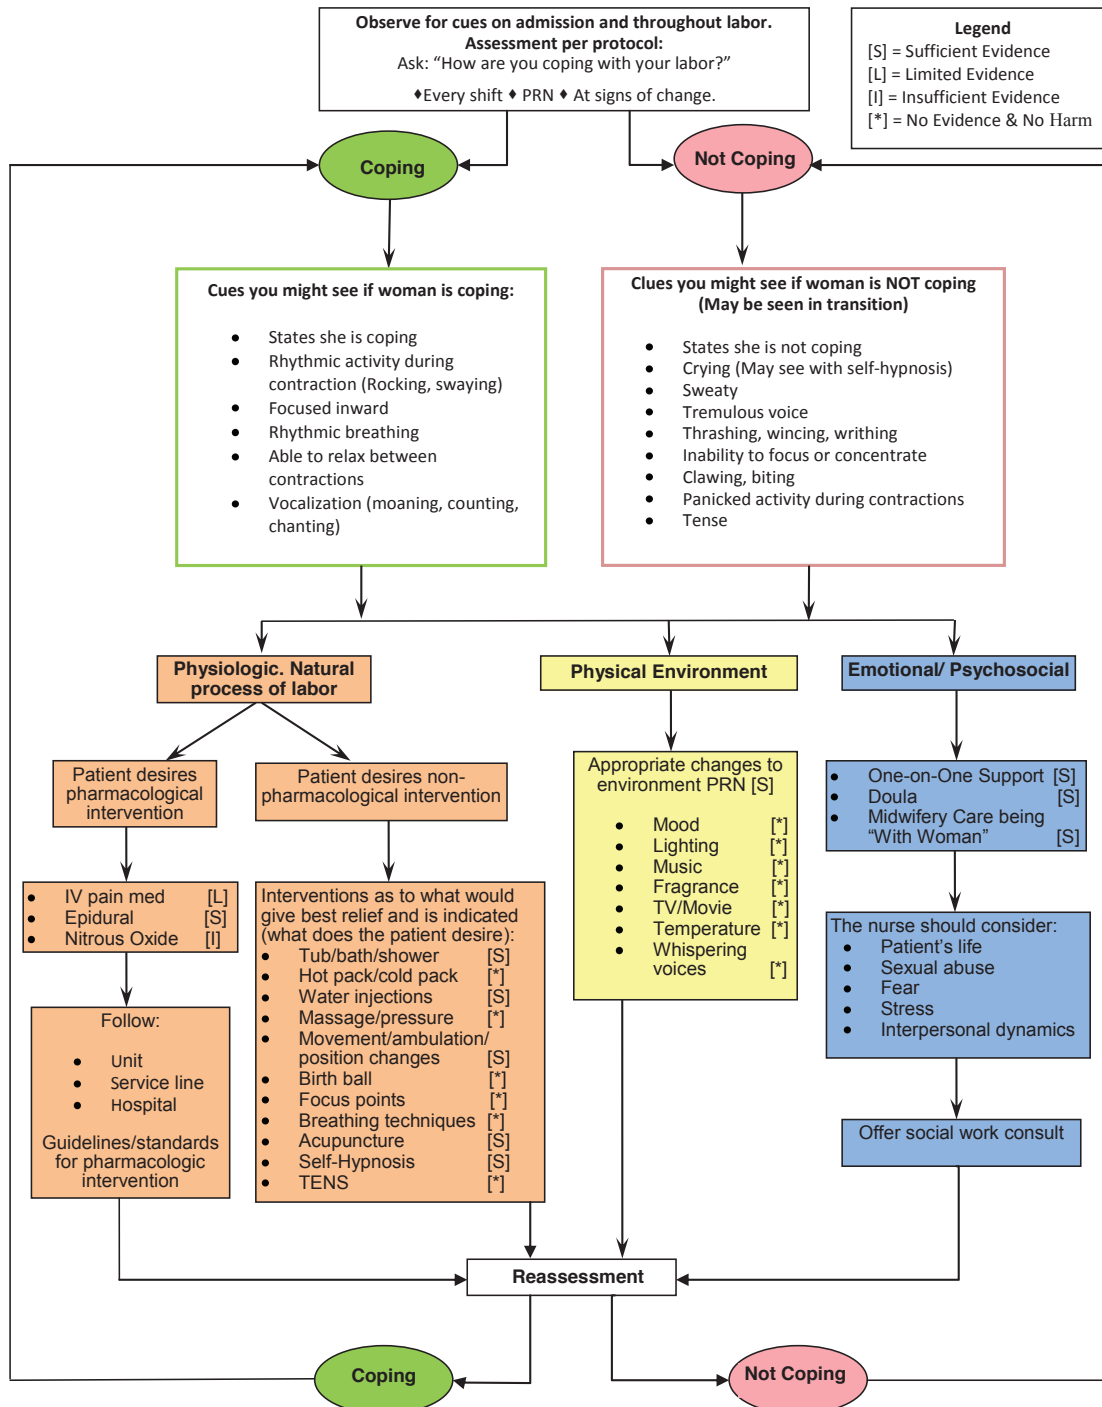 Observe for cues on admission and throughout labor.
Assessment per protocol:
Ask: “How are you coping with your labor?”
♦Every shift ♦ PRN ♦ At signs of change.
Legend
[S] = Sufficient Evidence
[L] = Limited Evidence
[I] = Insufficient Evidence
[*] = No Evidence & No Harm
Coping
Not Coping
Cues you might see if woman is coping:
● States she is coping
● Rhythmic activity during
contraction (Rocking, swaying)
● Focused inward
● Rhythmic breathing
● Able to relax between
contractions
● Vocalization (moaning, counting,
chanting)
Clues you might see if woman is NOT coping
(May be seen in transition)
● States she is not coping
● Crying (May see with self-hypnosis)
● Sweaty
● Tremulous voice
● Thrashing, wincing, writhing
● Inability to focus or concentrate
● Clawing, biting
● Panicked activity during contractions
● Tense
Physiologic. Natural
process of labor
Physical Environment
Emotional/ Psychosocial
Patient desires
pharmacological
intervention
Patient desires non-
pharmacological intervention
● IV pain med [L]
● Epidural [S]
● Nitrous Oxide [I]
Follow:
● Unit
● Service line
● Hospital
Guidelines/standards
for pharmacologic
intervention
Interventions as to what would
give best relief and is indicated
(what does the patient desire):
● Tub/bath/shower [S]
● Hot pack/cold pack [*]
● Water injections [S]
● Massage/pressure [*]
● Movement/ambulation/
position changes [S]
● Birth ball [*]
● Focus points [*]
● Breathing techniques [*]
● Acupuncture [S]
● Self-Hypnosis [S]
● TENS [*]
Appropriate changes to
environment PRN [S]
● Mood [*]
● Lighting [*]
● Music [*]
● Fragrance [*]
● TV/Movie [*]
● Temperature [*]
● Whispering
voices [*]
● One-on-One Support [S]
● Doula [S]
● Midwifery Care being
“With Woman” [S]
The nurse should consider:
● Patient’s life
● Sexual abuse
● Fear
● Stress
● Interpersonal dynamics
Offer social work consult
Reassessment
Coping
Not Coping